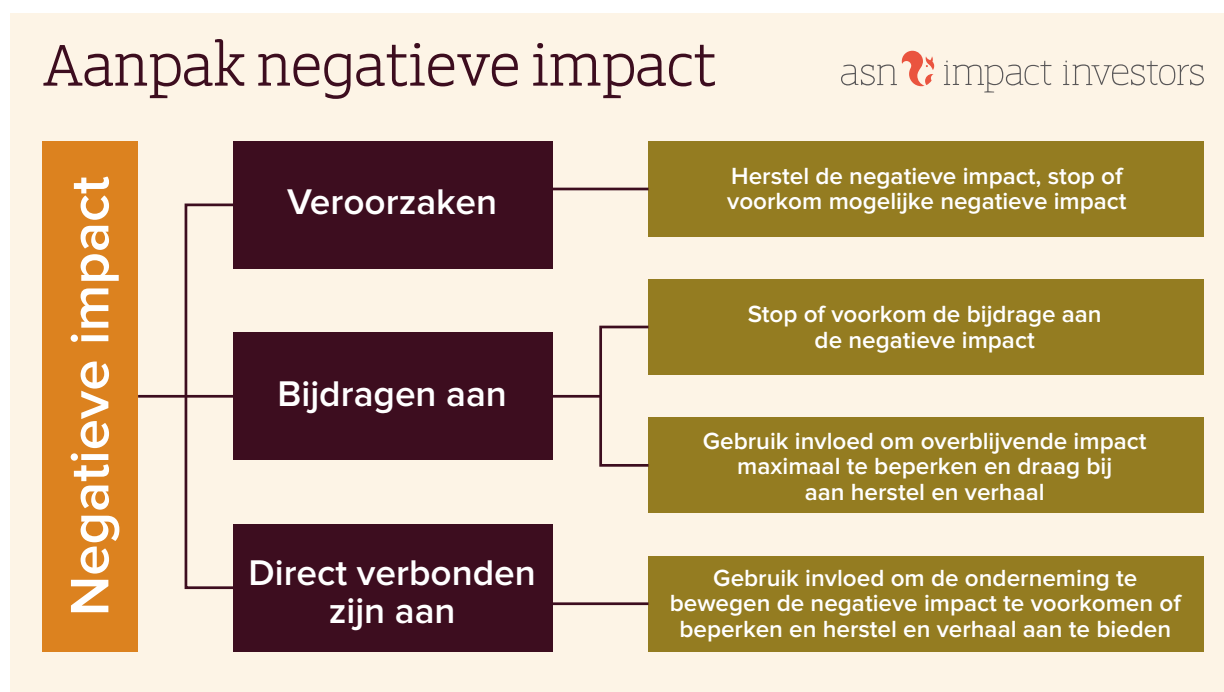 Aanpak negatieve impact
asn impact investors
Negatieve impact
Veroorzaken
Herstel de negatieve impact, stop of
voorkom mogelijke negatieve impact
Bijdragen aan
Stop of voorkom de bijdrage aan
de negatieve impact
Gebruik invloed om overblijvende impact
maximaal te beperken en draag bij
aan herstel en verhaal
Direct verbonden
zijn aan
Gebruik invloed om de onderneming te
bewegen de negatieve impact te voorkomen of
beperken en herstel en verhaal aan te bieden